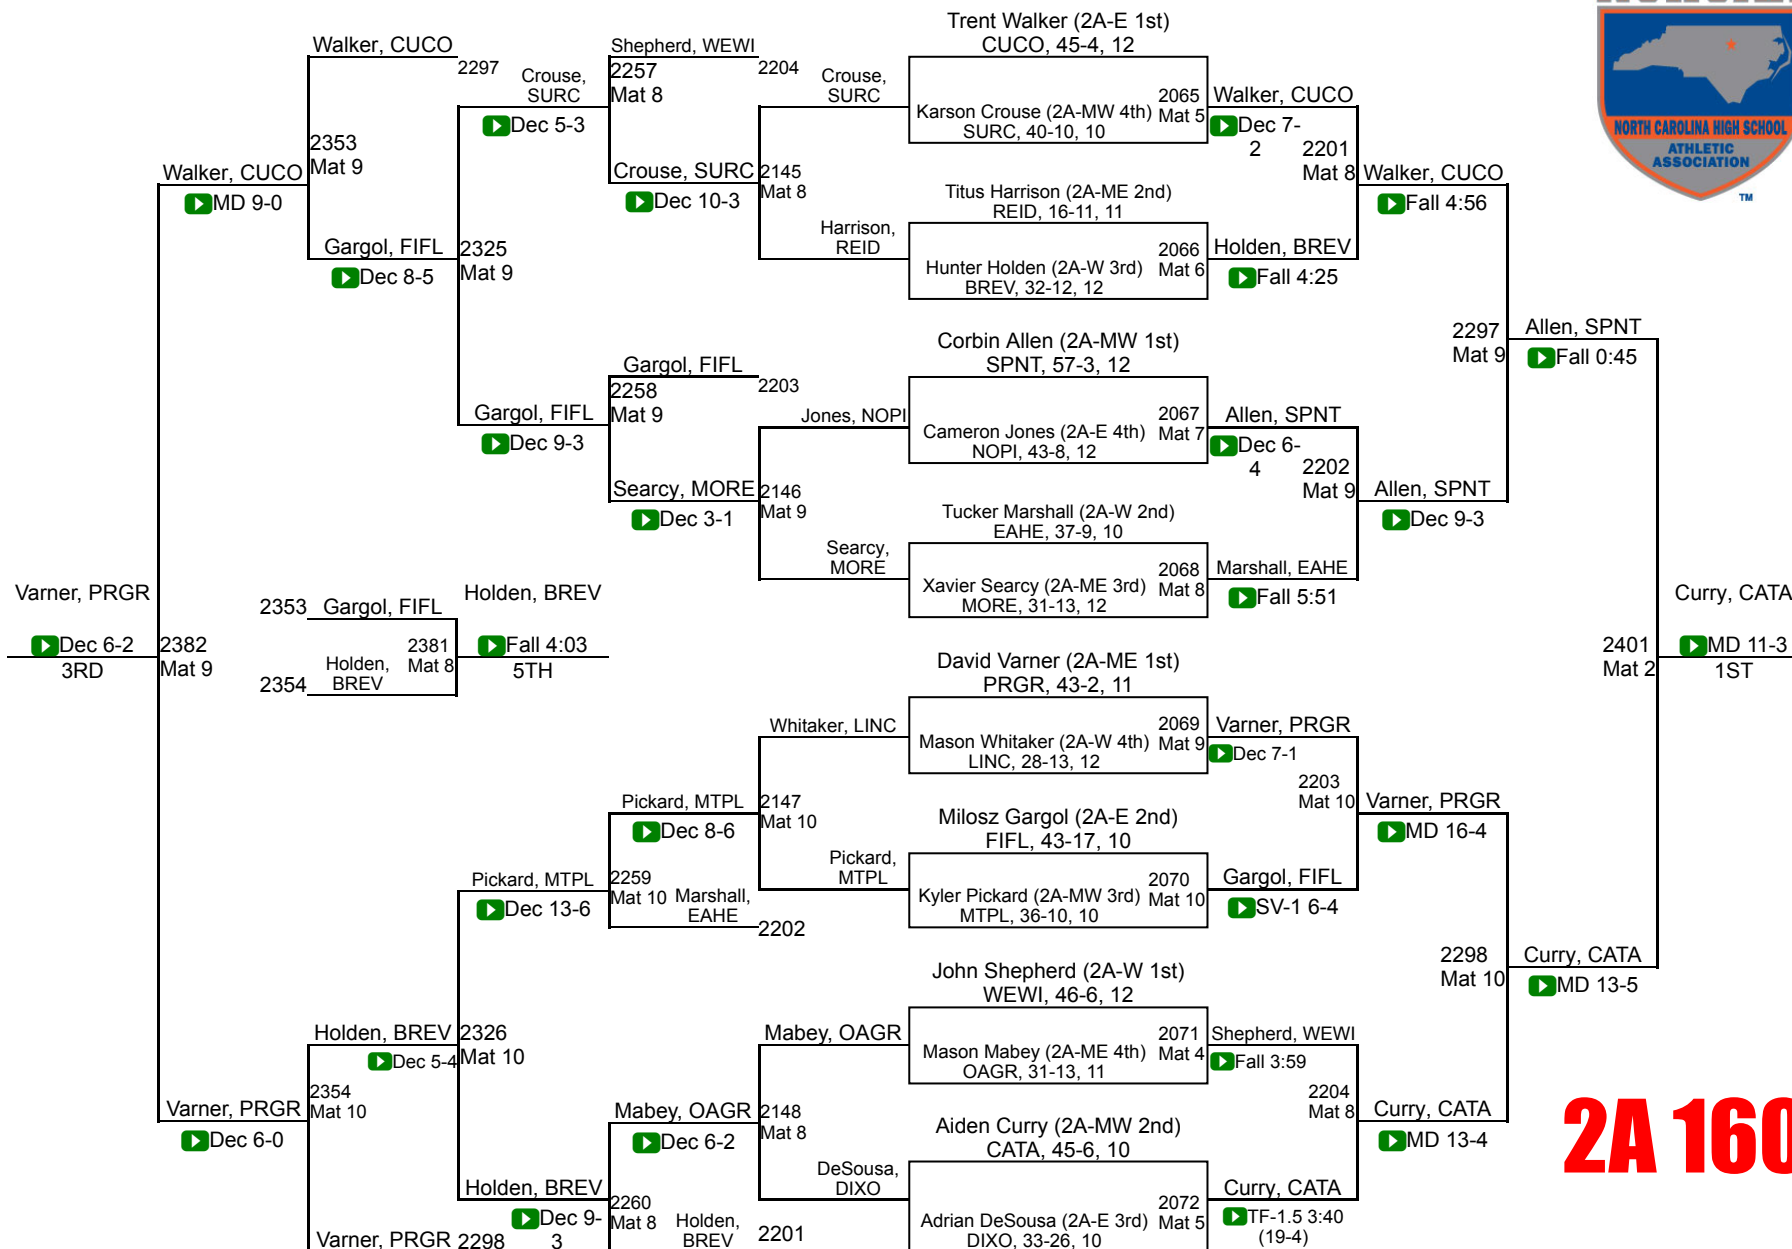 Trent Walker (2A-E 1st)
CUCO, 45-4, 12
Walker, CUCO
2297
Crouse,
SURC
Dec 5-3
Shepherd, WEWI
2257
Mat 8
2204
Crouse,
SURC
Karson Crouse (2A-MW 4th)
SURC, 40-10, 10
2065
Mat 5
Walker, CUCO
Dec 7-
2
2201
Mat 8
NORTH CAROLINA HIGH SCHOOL
ATHLETIC
ASSOCIATION
TM
2353
Mat 9
Walker, CUCO
MD 9-0
Crouse, SURC
Dec 10-3
2145
Mat 8
Titus Harrison (2A-ME 2nd)
REID, 16-11, 11
Walker, CUCO
Fall 4:56
Gargol, FIFL
Dec 8-5
2325
Mat 9
Harrison,
REID
Hunter Holden (2A-W 3rd)
BREV, 32-12, 12
2066
Mat 6
Holden, BREV
Fall 4:25
Corbin Allen (2A-MW 1st)
SPNT, 57-3, 12
2297
Mat 9
Allen, SPNT
Fall 0:45
Gargol, FIFL
2258
Mat 9
2203
Gargol, FIFL
Dec 9-3
Jones, NOPI
Cameron Jones (2A-E 4th)
NOPI, 43-8, 12
2067
Mat 7
Allen, SPNT
Dec 6-
4
2202
Mat 9
Searcy, MORE
Dec 3-1
2146
Mat 9
Tucker Marshall (2A-W 2nd)
EAHE, 37-9, 10
Allen, SPNT
Dec 9-3
Searcy,
MORE
Xavier Searcy (2A-ME 3rd)
MORE, 31-13, 12
2068
Mat 8
Marshall, EAHE
Fall 5:51
Varner, PRGR
Dec 6-2
3RD
2382
Mat 9
2353
Gargol, FIFL
2354
Holden,
BREV
2381
Mat 8
Holden, BREV
Fall 4:03
5TH
Curry, CATA
2401
Mat 2
MD 11-3
1ST
David Varner (2A-ME 1st)
PRGR, 43-2, 11
Whitaker, LINC
Mason Whitaker (2A-W 4th)
LINC, 28-13, 12
2069
Mat 9
Varner, PRGR
Dec 7-1
2203
Mat 10
Pickard, MTPL
Dec 8-6
2147
Mat 10
Milosz Gargol (2A-E 2nd)
FIFL, 43-17, 10
Varner, PRGR
MD 16-4
Pickard, MTPL
Dec 13-6
2259
Mat 10
Marshall,
EAHE
2202
Pickard,
MTPL
Kyler Pickard (2A-MW 3rd)
MTPL, 36-10, 10
2070
Mat 10
Gargol, FIFL
SV-1 6-4
2298
Mat 10
Curry, CATA
MD 13-5
John Shepherd (2A-W 1st)
WEWI, 46-6, 12
Holden, BREV
Dec 5-4
2326
Mat 10
Mabey, OAGR
Mason Mabey (2A-ME 4th)
OAGR, 31-13, 11
2071
Mat 4
Shepherd, WEWI
Fall 3:59
2354
Mat 10
Varner, PRGR
Dec 6-0
Mabey, OAGR
Dec 6-2
2148
Mat 8
Aiden Curry (2A-MW 2nd)
CATA, 45-6, 10
2204
Mat 8
Curry, CATA
MD 13-4
2A 160
Holden, BREV
Dec 9-
3
2260
Mat 8
DeSousa,
DIXO
Adrian DeSousa (2A-E 3rd)
DIXO, 33-26, 10
2072
Mat 5
Curry, CATA
TF-1.5 3:40
(19-4)
Varner, PRGR
2298
Holden,
BREV
2201